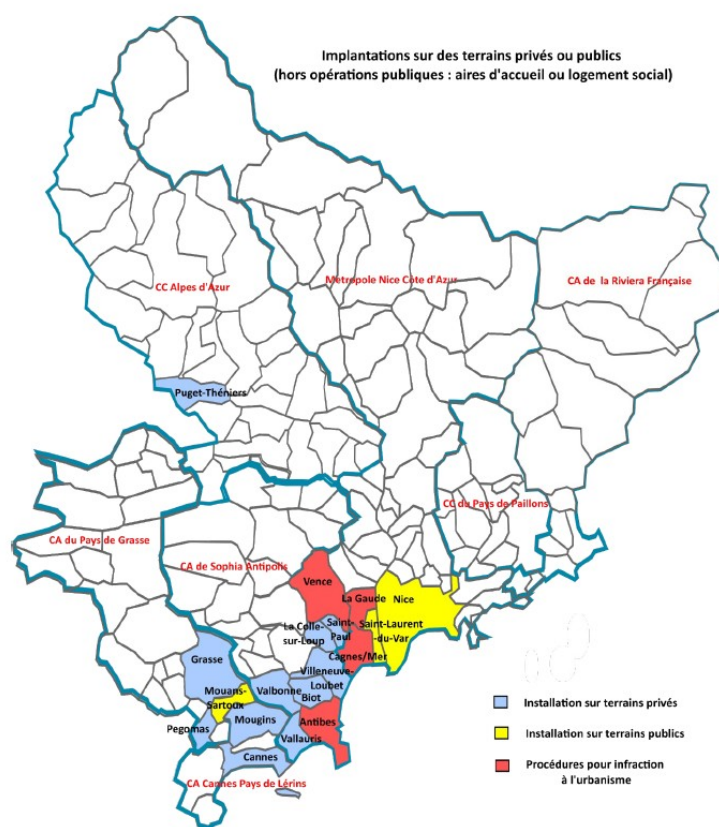 Implantations sur des terrains privés ou publics
(hors opérations publiques : aires d'accueil ou logement social)
CC Alpes d'Azur
Metropole Nice Côte d'Azur
CA de la Riviera Française
Puget-Théniers
CC du Pays de Paillons
CA du Pays de Grasse
CA de Sophia Antipolis
Vence
La Gaude
Nice
La Colle-
sur-Loup
Saint-
Paul
Saint-Laurent
du-Var
Cagnes/Mer
Grasse
Villeneuve-
Loubet
Mouans-
Sartoux
Valbonne
Biot
Pegomas
Mougins
Antibes
Vallauris
Cannes
CA Cannes Pays de Lérins
Installation sur terrains privés
Installation sur terrains publics
Procédures pour infraction
à l'urbanisme